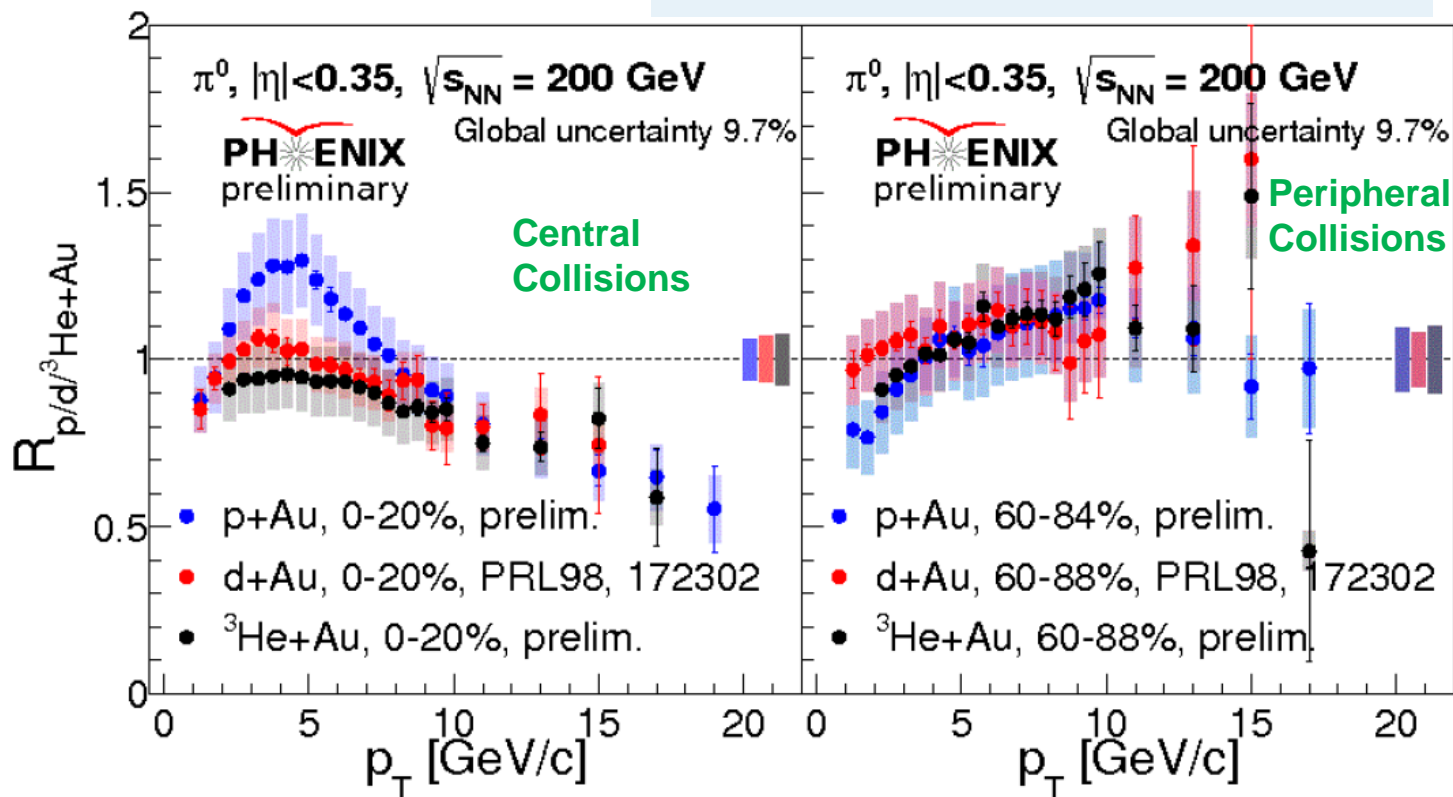 π⁰, |η|<0.35, √s_NN = 200 GeV
Global uncertainty 9.7%
PHENIX
preliminary
Central
Collisions
p+Au, 0-20%, prelim.
d+Au, 0-20%, PRL98, 172302
³He+Au, 0-20%, prelim.
R_p/d/³He+Au
2
1.5
1
0.5
0
0 5 10 15 20
p_T [GeV/c]
π⁰, |η|<0.35, √s_NN = 200 GeV
Global uncertainty 9.7%
PHENIX
preliminary
Peripheral
Collisions
p+Au, 60-84%, prelim.
d+Au, 60-88%, PRL98, 172302
³He+Au, 60-88%, prelim.
0 5 10 15 20
p_T [GeV/c]